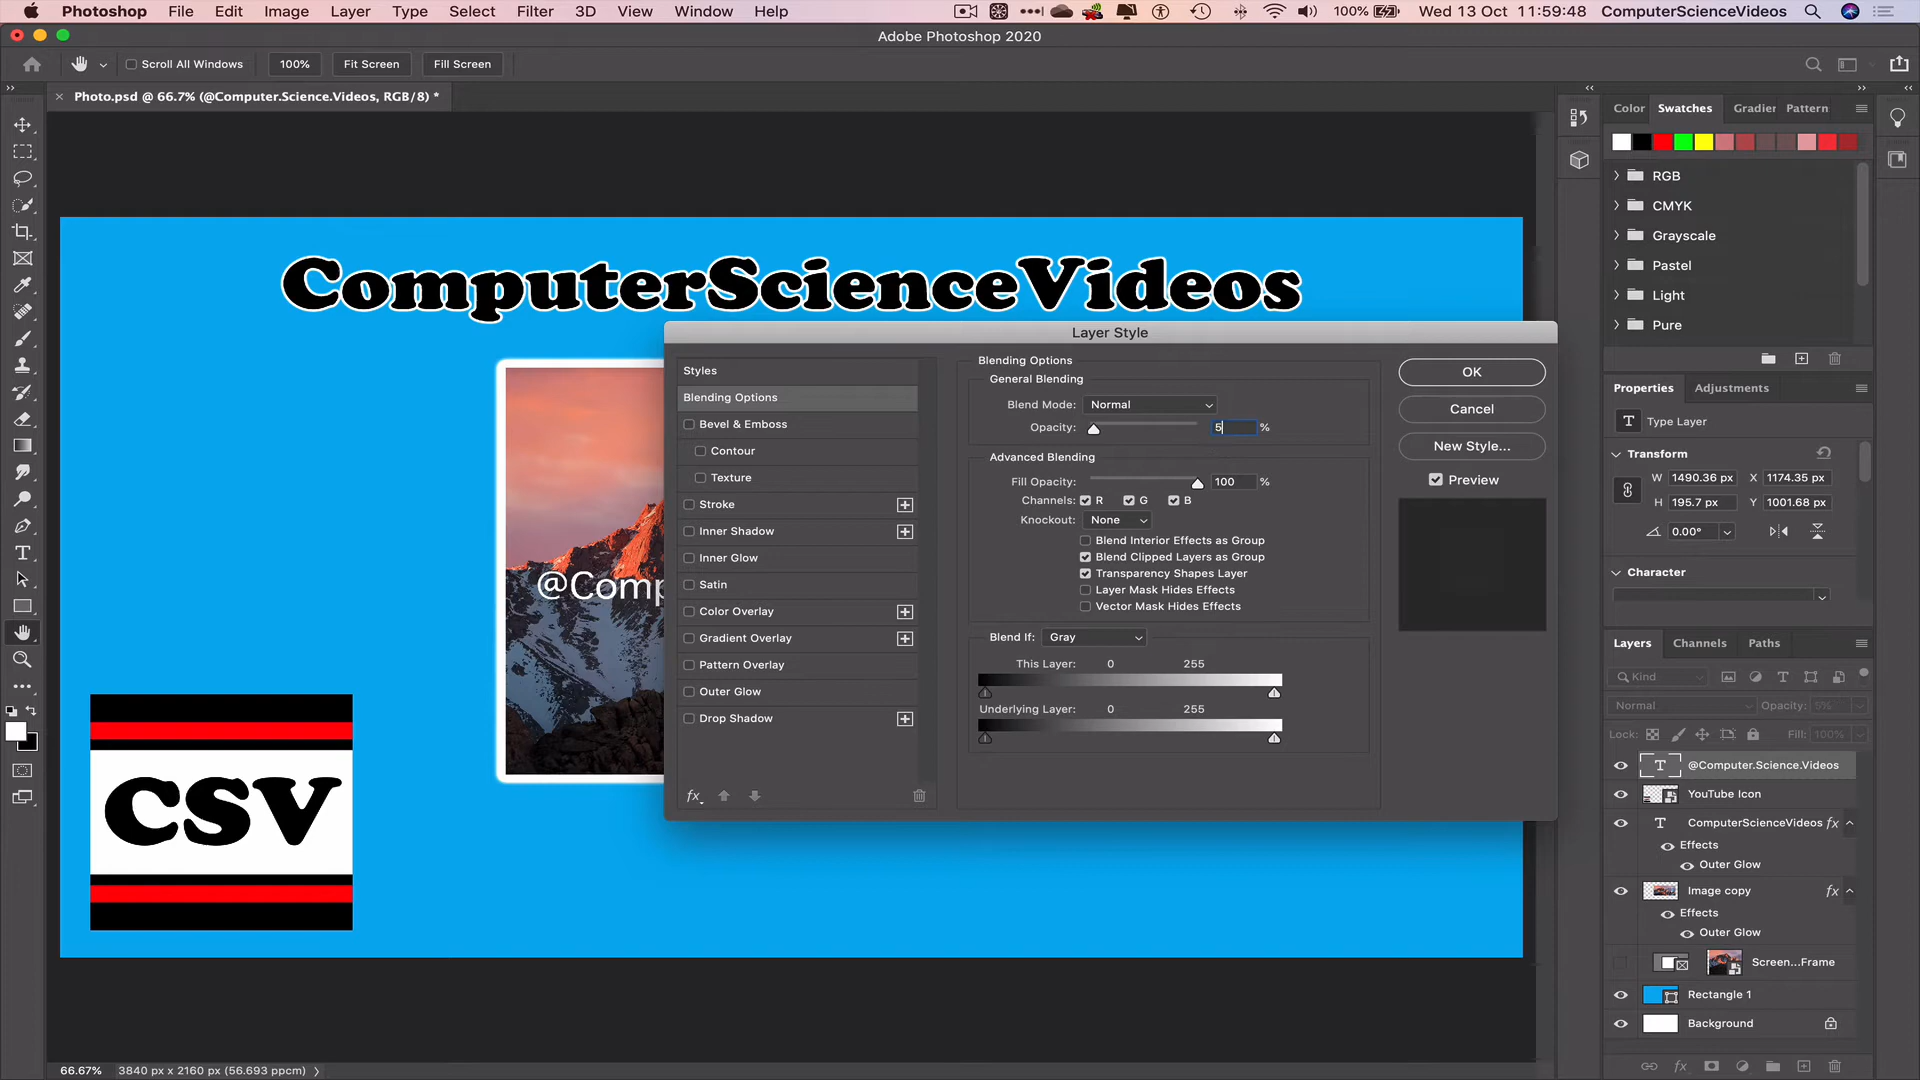 Photoshop File Edit Image Layer Type Select Filter 3D View Window Help 100% Wed 13 Oct 11:59:48 ComputerScienceVideos
Adobe Photoshop 2020
Scroll All Windows 100% Fit Screen Fill Screen
Photo.psd @ 66.7% (@Computer.Science.Videos, RGB/8) *
ComputerScienceVideos
@Comp
CSV
Layer Style
Styles
Blending Options
Bevel & Emboss
Contour
Texture
Stroke
Inner Shadow
Inner Glow
Satin
Color Overlay
Gradient Overlay
Pattern Overlay
Outer Glow
Drop Shadow
fx
Blending Options
General Blending
Blend Mode: Normal
Opacity: 5 %
Advanced Blending
Fill Opacity: 100 %
Channels: R G B
Knockout: None
Blend Interior Effects as Group
Blend Clipped Layers as Group
Transparency Shapes Layer
Layer Mask Hides Effects
Vector Mask Hides Effects
Blend If: Gray
This Layer: 0 255
Underlying Layer: 0 255
OK
Cancel
New Style...
Preview
Color Swatches Gradier Pattern
RGB
CMYK
Grayscale
Pastel
Light
Pure
Properties Adjustments
T Type Layer
Transform
W 1490.36 px X 1174.35 px
H 195.7 px Y 1001.68 px
0.00°
Character
Layers Channels Paths
Kind
Normal Opacity: 5%
Lock: Fill: 100%
T @Computer.Science.Videos
YouTube Icon
T ComputerScienceVideos fx
Effects
Outer Glow
Image copy fx
Effects
Outer Glow
Screen...Frame
Rectangle 1
Background
fx
66.67% 3840 px x 2160 px (56.693 ppcm)